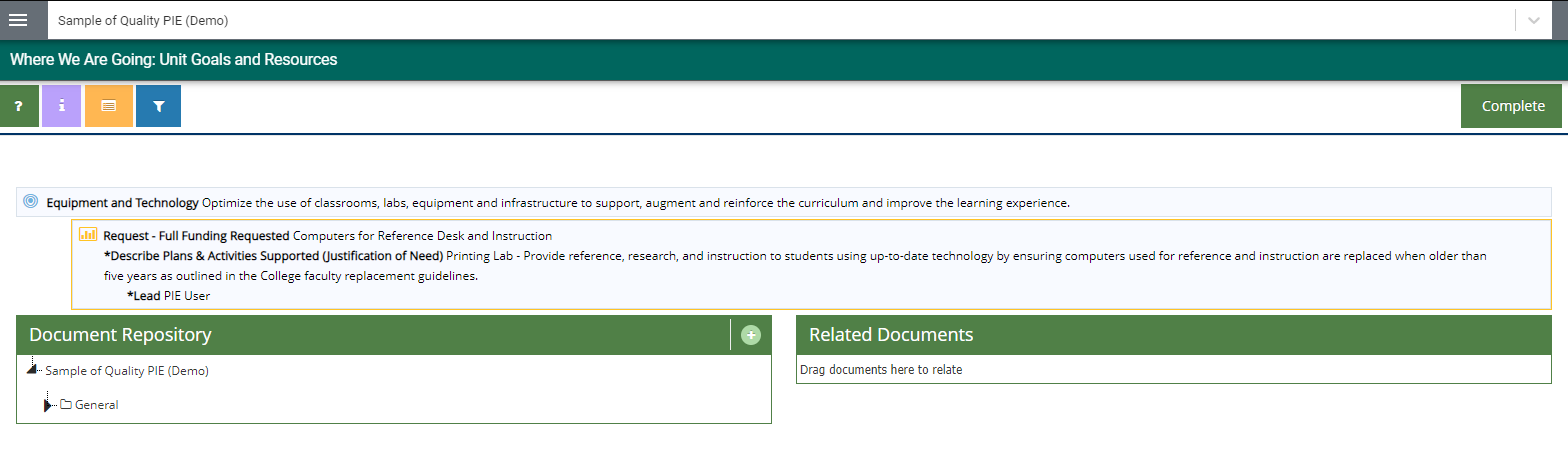 Sample of Quality PIE (Demo)
Where We Are Going: Unit Goals and Resources
? i Complete
Equipment and Technology Optimize the use of classrooms, labs, equipment and infrastructure to support, augment and reinforce the curriculum and improve the learning experience.
Request - Full Funding Requested Computers for Reference Desk and Instruction
*Describe Plans & Activities Supported (Justification of Need) Printing Lab - Provide reference, research, and instruction to students using up-to-date technology by ensuring computers used for reference and instruction are replaced when older than
five years as outlined in the College faculty replacement guidelines.
*Lead PIE User
Document Repository
Sample of Quality PIE (Demo)
General
Related Documents
Drag documents here to relate